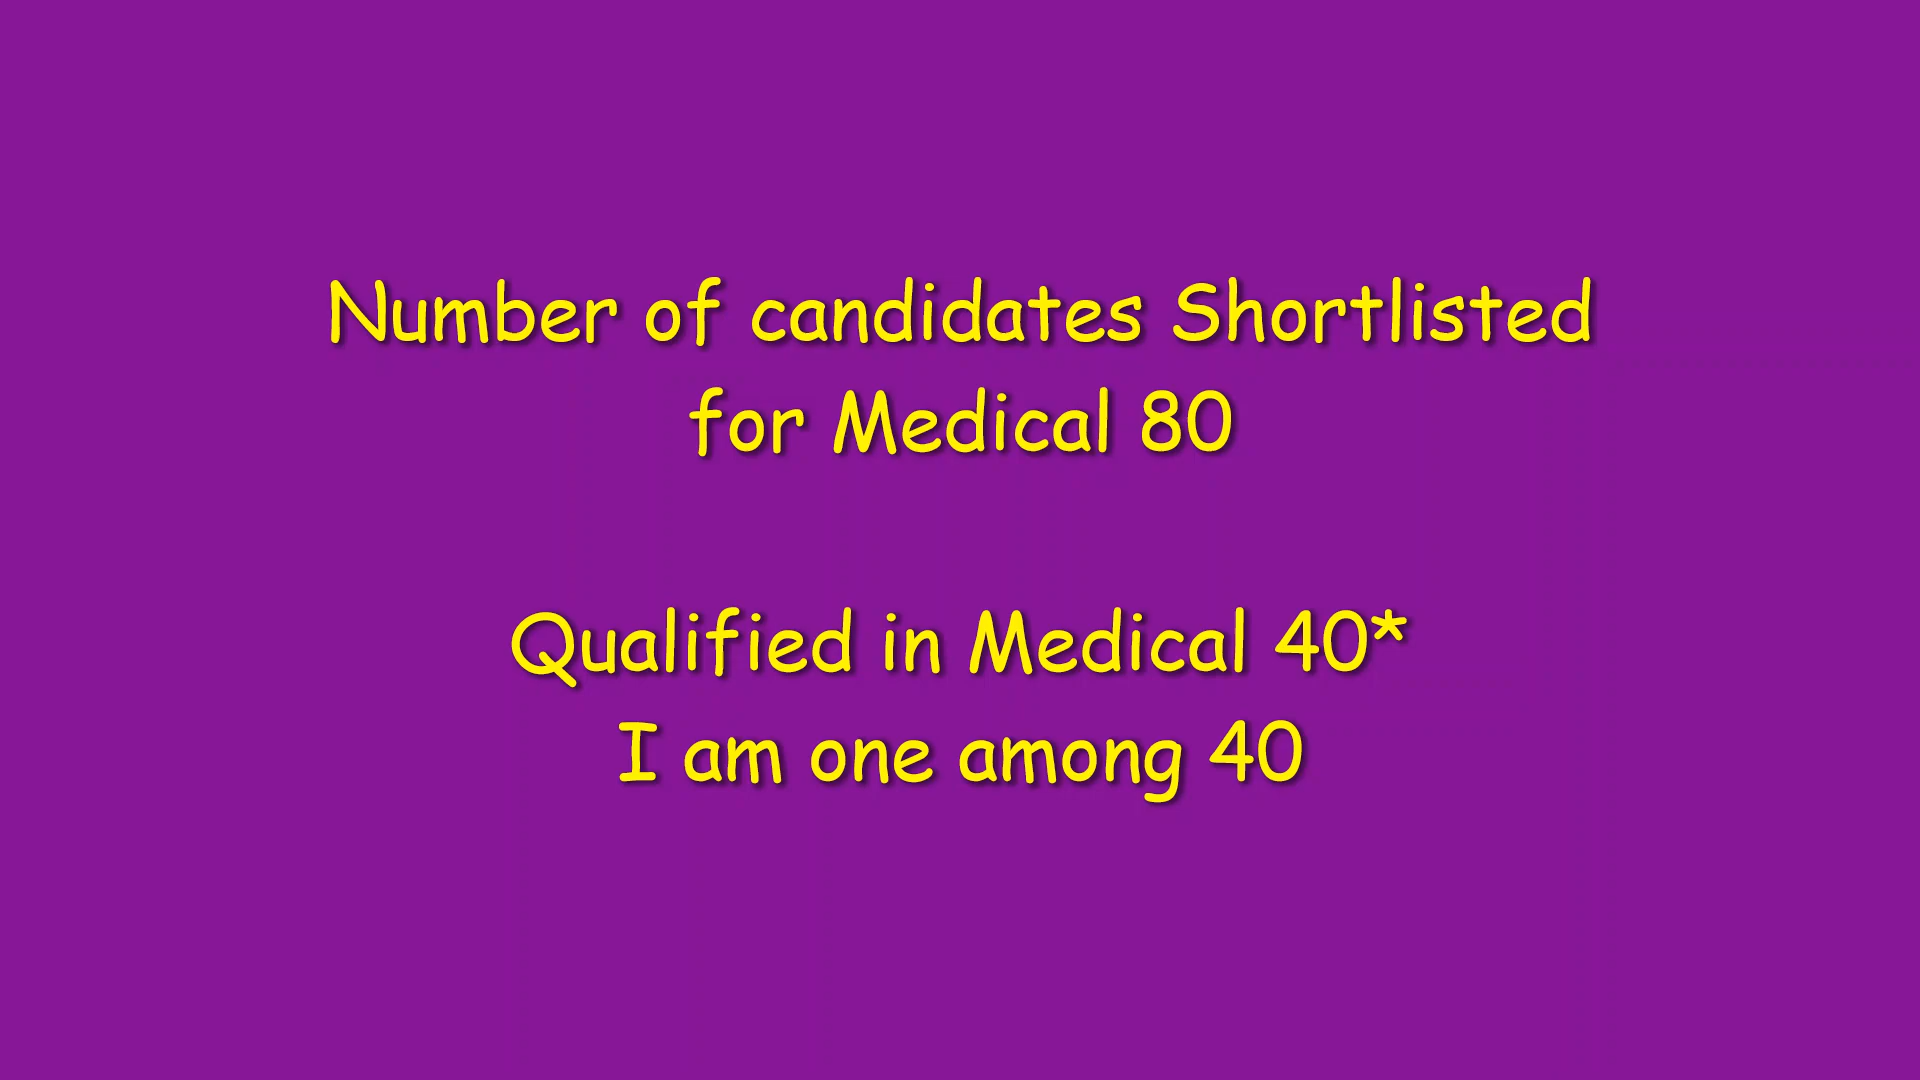 Number of candidates Shortlisted
for Medical 80
Qualified in Medical 40*
I am one among 40